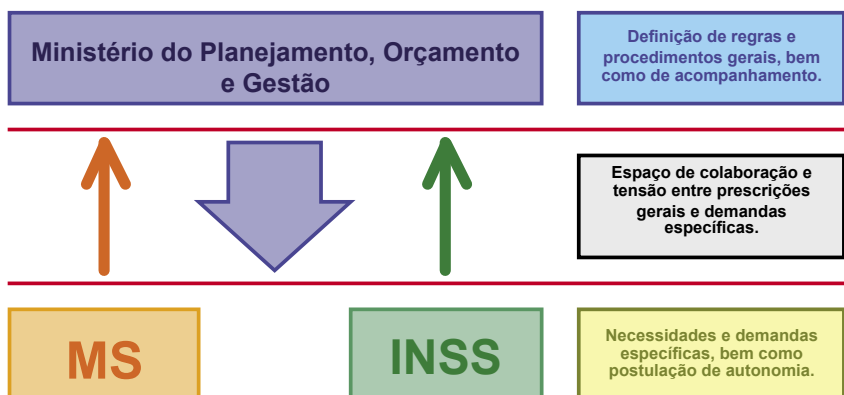 Ministério do Planejamento, Orçamento
e Gestão
Definição de regras e
procedimentos gerais, bem
como de acompanhamento.
Espaço de colaboração e
tensão entre prescrições
gerais e demandas
específicas.
MS
INSS
Necessidades e demandas
específicas, bem como
postulação de autonomia.